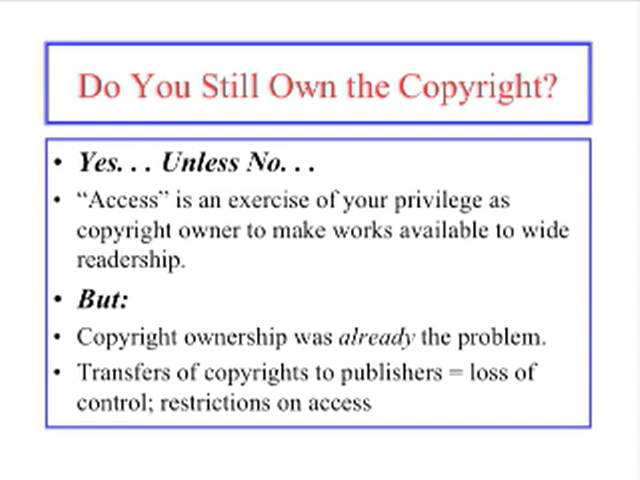 Do You Still Own the Copyright?
• Yes. . . Unless No. . .
• “Access” is an exercise of your privilege as
copyright owner to make works available to wide
readership.
• But:
• Copyright ownership was already the problem.
• Transfers of copyrights to publishers = loss of
control; restrictions on access